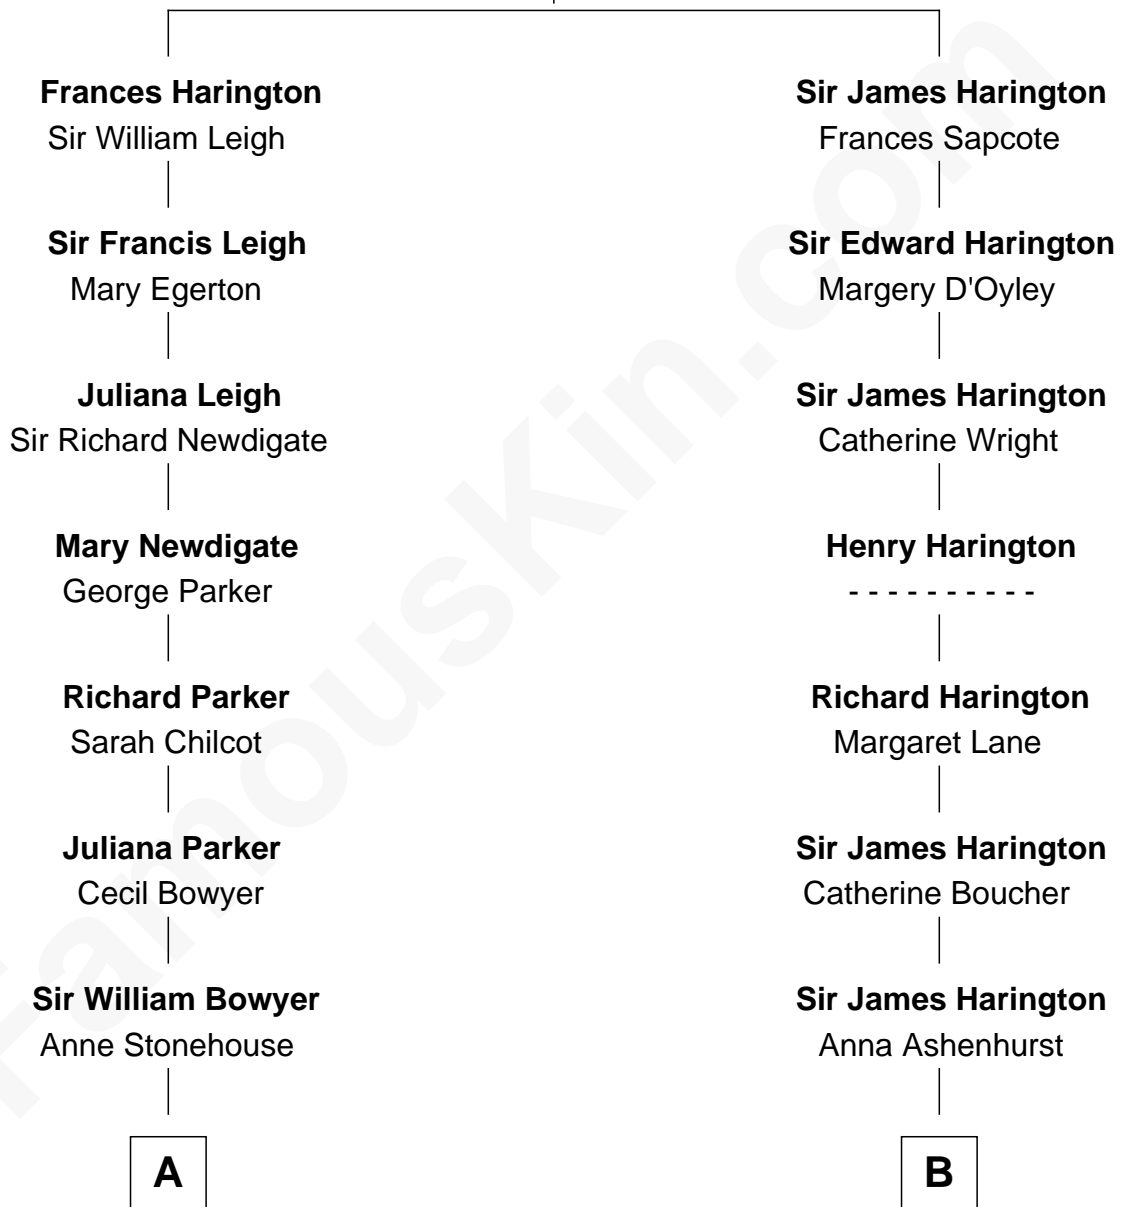 Frances Harington
Sir William Leigh
Sir James Harington
Frances Sapcote
Sir Francis Leigh
Mary Egerton
Sir Edward Harington
Margery D'Oyley
Juliana Leigh
Sir Richard Newdigate
Sir James Harington
Catherine Wright
Mary Newdigate
George Parker
Henry Harington
- - - - - - - - - -
Richard Parker
Sarah Chilcot
Richard Harington
Margaret Lane
Juliana Parker
Cecil Bowyer
Sir James Harington
Catherine Boucher
Sir William Bowyer
Anne Stonehouse
Sir James Harington
Anna Ashenhurst
A
B
FamousKin.com